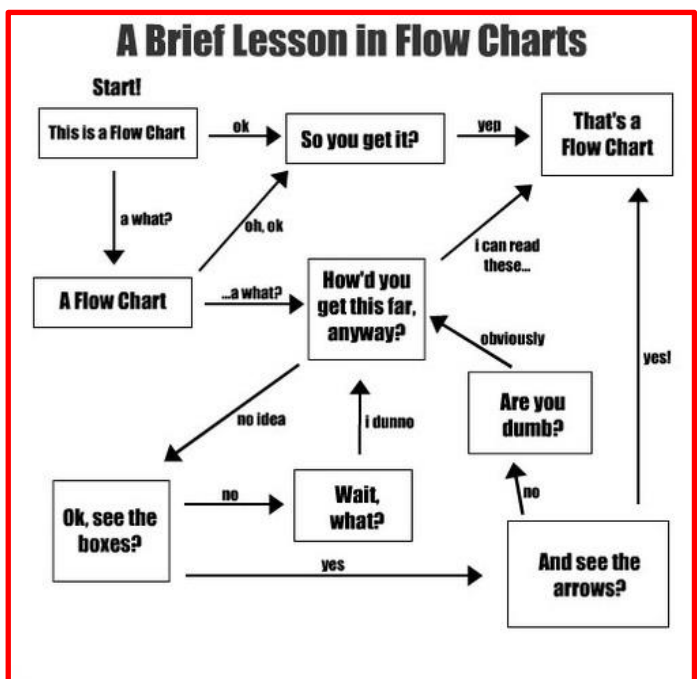 A Brief Lesson in Flow Charts
Start!
This is a Flow Chart
ok
So you get it?
yep
That's a
Flow Chart
a what?
oh, ok
i can read
these...
A Flow Chart
...a what?
How'd you
get this far,
anyway?
obviously
yes!
no idea
i dunno
Are you
dumb?
Ok, see the
boxes?
no
Wait,
what?
no
yes
And see the
arrows?